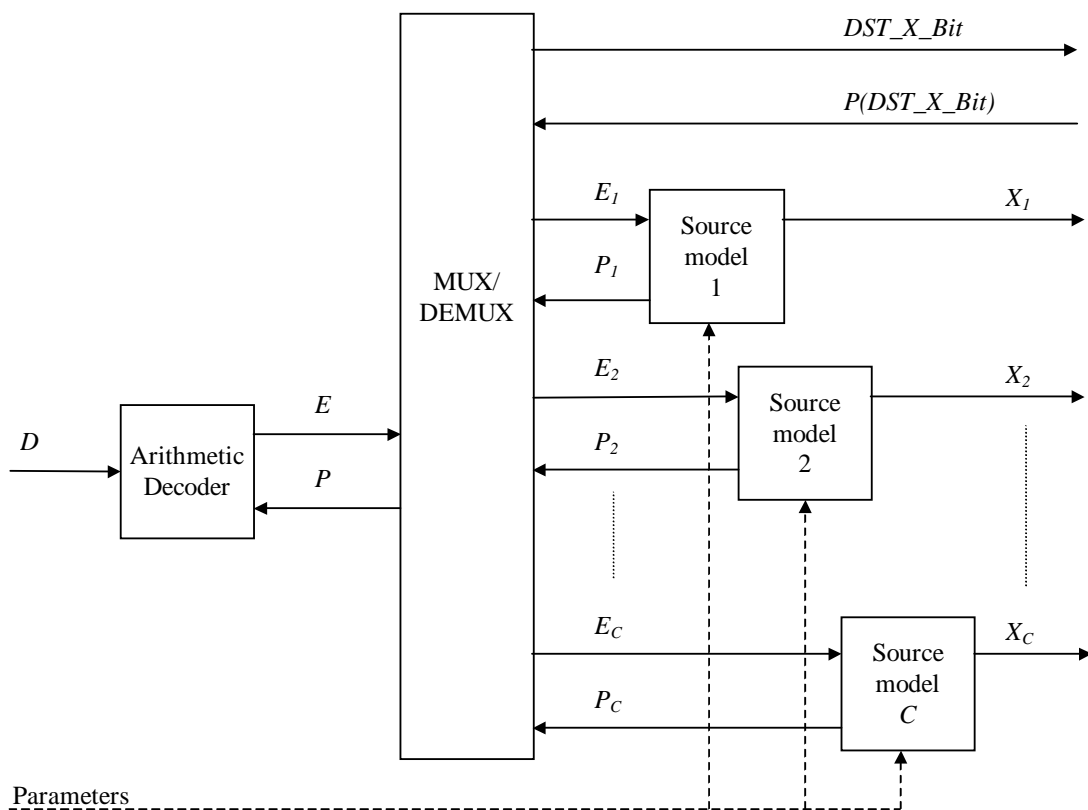 DST_X_Bit
P(DST_X_Bit)
E1
X1
Source
model
1
P1
MUX/
DEMUX
E2
X2
Source
model
2
P2
E
D
Arithmetic
Decoder
P
EC
XC
Source
model
C
PC
Parameters